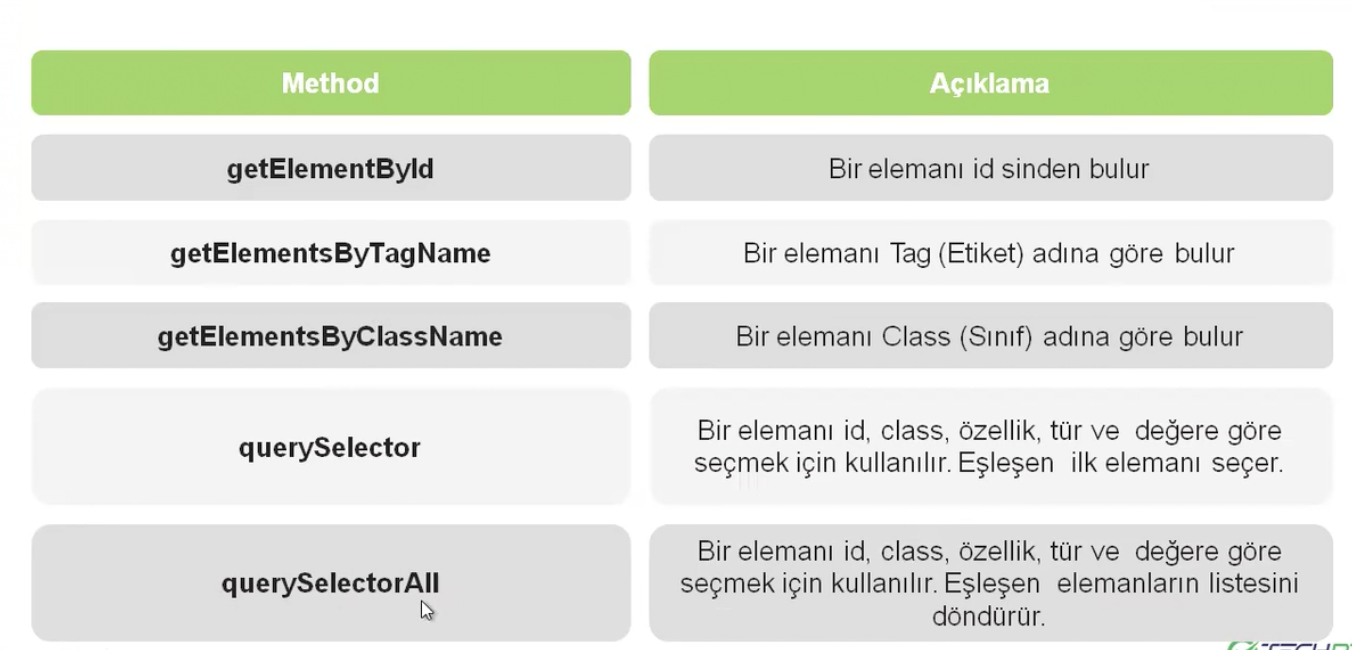 Method
Açıklama
getElementById
Bir elemanı id sinden bulur
getElementsByTagName
Bir elemanı Tag (Etiket) adına göre bulur
getElementsByClassName
Bir elemanı Class (Sınıf) adına göre bulur
querySelector
Bir elemanı id, class, özellik, tür ve değere göre
seçmek için kullanılır. Eşleşen ilk elemanı seçer.
querySelectorAll
Bir elemanı id, class, özellik, tür ve değere göre
seçmek için kullanılır. Eşleşen elemanların listesini
döndürür.